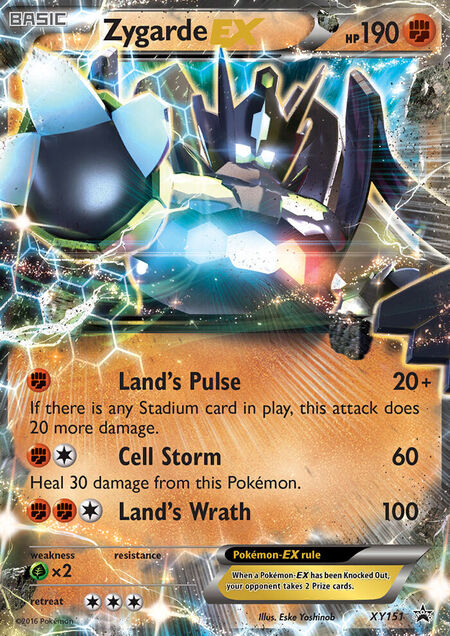 BASIC
Zygarde EX HP 190
Land's Pulse 20+
If there is any Stadium card in play, this attack does
20 more damage.
Cell Storm 60
Heal 30 damage from this Pokémon.
Land's Wrath 100
weakness resistance
×2
retreat
Pokémon-EX rule
When a Pokémon-EX has been Knocked Out,
your opponent takes 2 Prize cards.
©2016 Pokémon Illus. Eske Yoshinob XY151